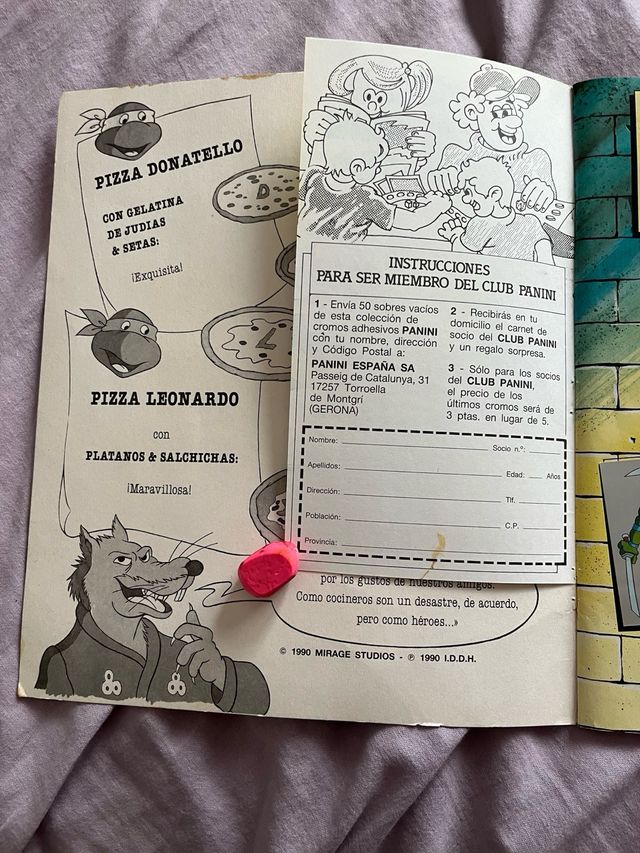 PIZZA DONATELLO
CON GELATINA
DE JUDIAS
& SETAS:
¡Exquisita!
D
PIZZA LEONARDO
con
PLATANOS & SALCHICHAS:
¡Maravillosa!
L
INSTRUCCIONES
PARA SER MIEMBRO DEL CLUB PANINI
1 - Envía 50 sobres vacíos
de esta colección de
cromos adhesivos PANINI
con tu nombre, dirección
y Código Postal a:
PANINI ESPAÑA SA
Passeig de Catalunya, 31
17257 Torroella
de Montgrí
(GERONA)
2 - Recibirás en tu
domicilio el carnet de
socio del CLUB PANINI
y un regalo sorpresa.
3 - Sólo para los socios
del CLUB PANINI,
el precio de los
últimos cromos será de
3 ptas. en lugar de 5.
Nombre: Socio n.º:
Apellidos: Edad: Años
Dirección: Tlf.
Población: C.P.
Provincia:
por los gustos de nuestros amigos.
Como cocineros son un desastre, de acuerdo,
pero como héroes...»
© 1990 MIRAGE STUDIOS - ℗ 1990 I.D.D.H.